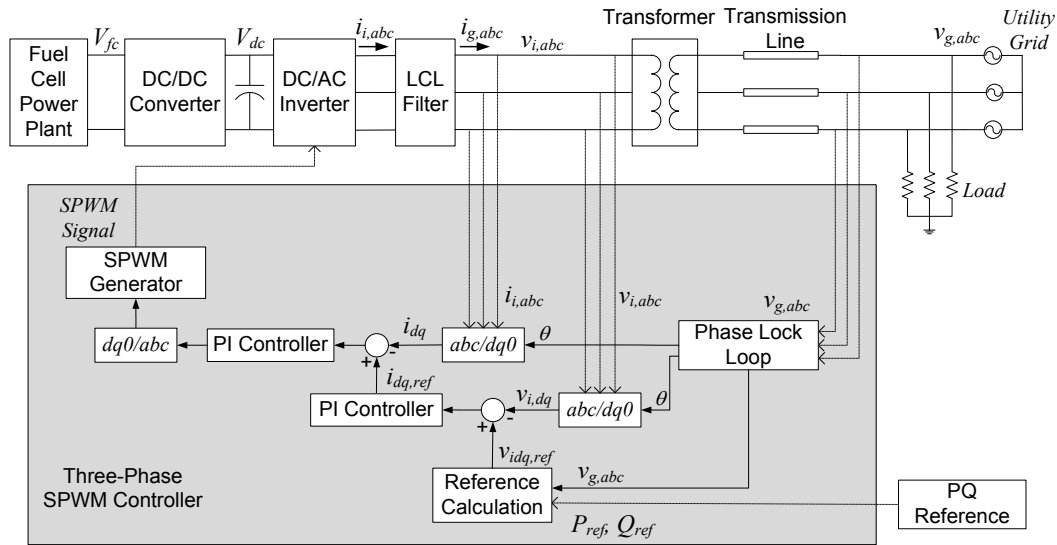 Transformer
Transmission
Line
Utility
Grid
V_fc
V_dc
i_i,abc
i_g,abc
v_i,abc
v_g,abc
Fuel
Cell
Power
Plant
DC/DC
Converter
DC/AC
Inverter
LCL
Filter
Load
SPWM
Signal
SPWM
Generator
i_i,abc
v_i,abc
v_g,abc
dq0/abc
PI Controller
i_dq
-
+
abc/dq0
θ
Phase Lock
Loop
i_dq,ref
PI Controller
v_i,dq
-
+
abc/dq0
θ
v_idq,ref
v_g,abc
Three-Phase
SPWM Controller
Reference
Calculation
P_ref, Q_ref
PQ
Reference